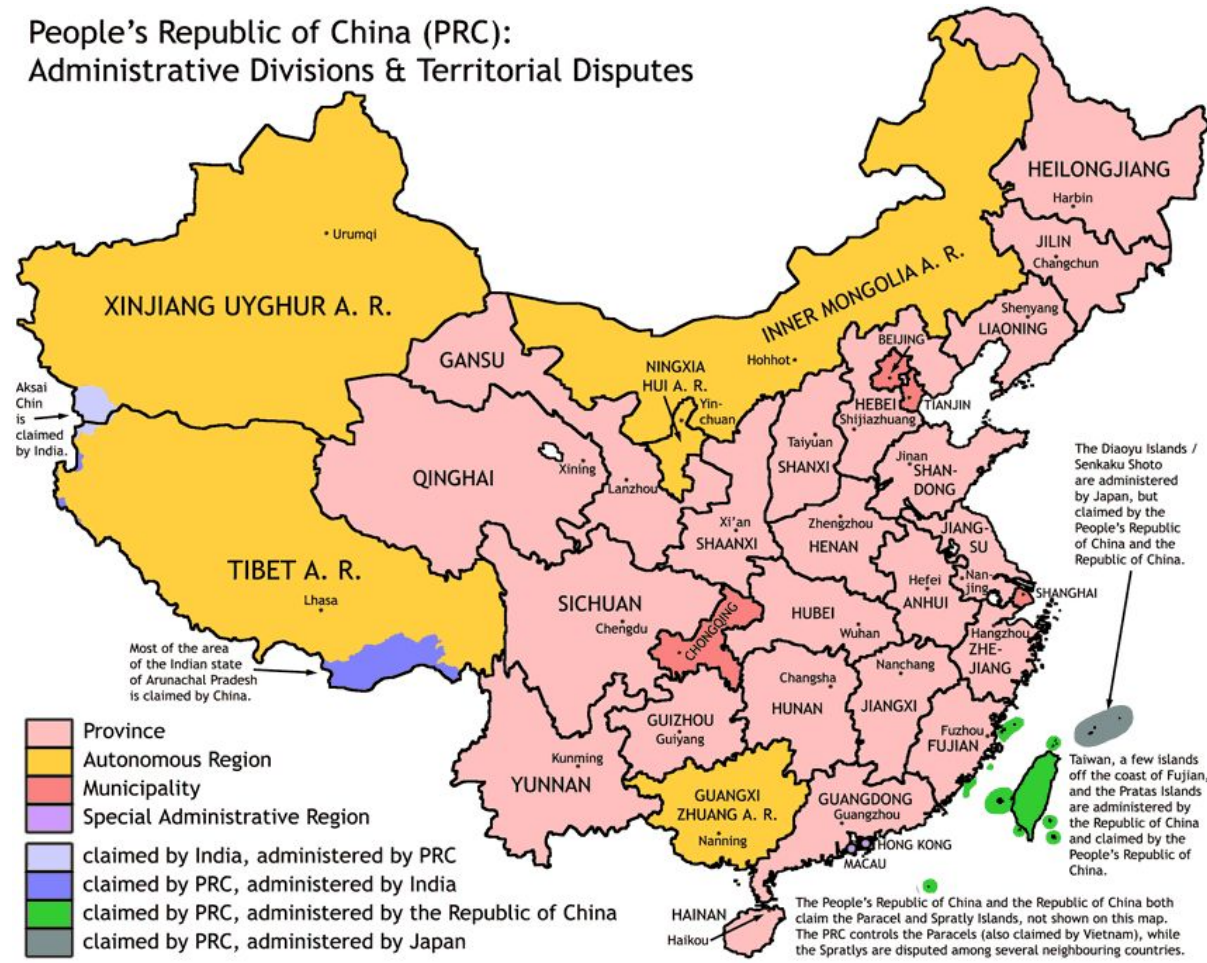 People's Republic of China (PRC):
Administrative Divisions & Territorial Disputes
HEILONGJIANG
Harbin
JILIN
Changchun
Urumqi
XINJIANG UYGHUR A. R.
INNER MONGOLIA A. R.
Shenyang
LIAONING
BEIJING
GANSU
NINGXIA
HUI A. R.
Hohhot
Aksai
Chin
is
claimed
by India.
Yin-
chuan
HEBEI
TIANJIN
Shijiazhuang
Taiyuan
SHANXI
Jinan
SHAN-
DONG
QINGHAI
Xining
Lanzhou
The Diaoyu Islands /
Senkaku Shoto
are administered
by Japan, but
claimed by the
People's Republic
of China and the
Republic of China.
Xi'an
SHAANXI
Zhengzhou
HENAN
JIANG-
SU
TIBET A. R.
Lhasa
SICHUAN
Chengdu
CHONGQING
HUBEI
Wuhan
Hefei
ANHUI
Nan-
jing
SHANGHAI
Hangzhou
ZHE-
JIANG
Most of the area
of the Indian state
of Arunachal Pradesh
is claimed by China.
Changsha
HUNAN
Nanchang
JIANGXI
GUIZHOU
Guiyang
Fuzhou
FUJIAN
Kunming
YUNNAN
GUANGXI
ZHUANG A. R.
Nanning
GUANGDONG
Guangzhou
HONG KONG
MACAU
Taiwan, a few islands
off the coast of Fujian,
and the Pratas Islands
are administered by
the Republic of China
and claimed by the
People's Republic of
China.
HAINAN
Haikou
The People's Republic of China and the Republic of China both
claim the Paracel and Spratly Islands, not shown on this map.
The PRC controls the Paracels (also claimed by Vietnam), while
the Spratlys are disputed among several neighbouring countries.
Province
Autonomous Region
Municipality
Special Administrative Region
claimed by India, administered by PRC
claimed by PRC, administered by India
claimed by PRC, administered by the Republic of China
claimed by PRC, administered by Japan